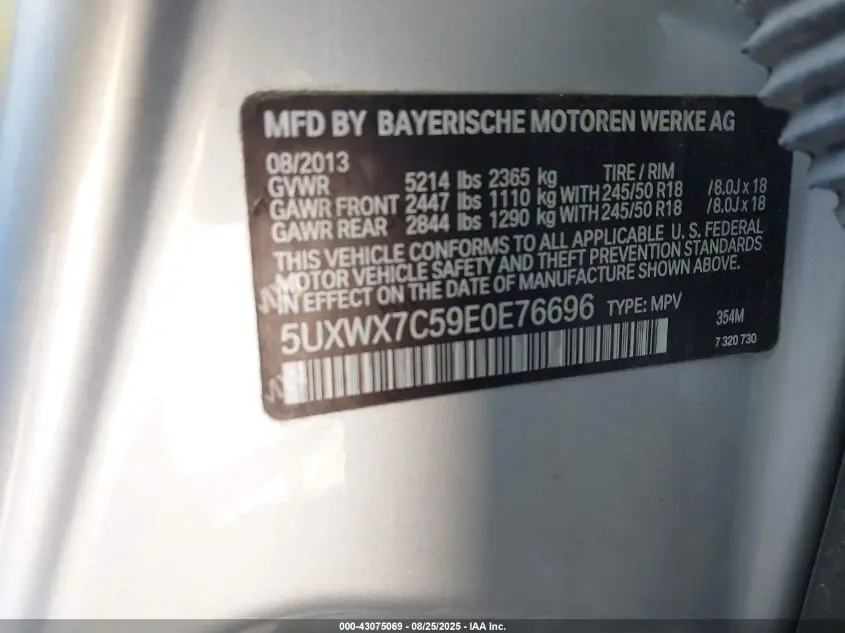 MFD BY BAYERISCHE MOTOREN WERKE AG
08/2013 TIRE / RIM
GVWR 5214 lbs 2365 kg
GAWR FRONT 2447 lbs 1110 kg WITH 245/50 R18 /8.0J x 18
GAWR REAR 2844 lbs 1290 kg WITH 245/50 R18 /8.0J x 18
THIS VEHICLE CONFORMS TO ALL APPLICABLE U.S. FEDERAL
MOTOR VEHICLE SAFETY AND THEFT PREVENTION STANDARDS
IN EFFECT ON THE DATE OF MANUFACTURE SHOWN ABOVE.
5UXWX7C59E0E76696 TYPE: MPV
354M
7 320 730
000-43075069 - 08/25/2025 - IAA Inc.